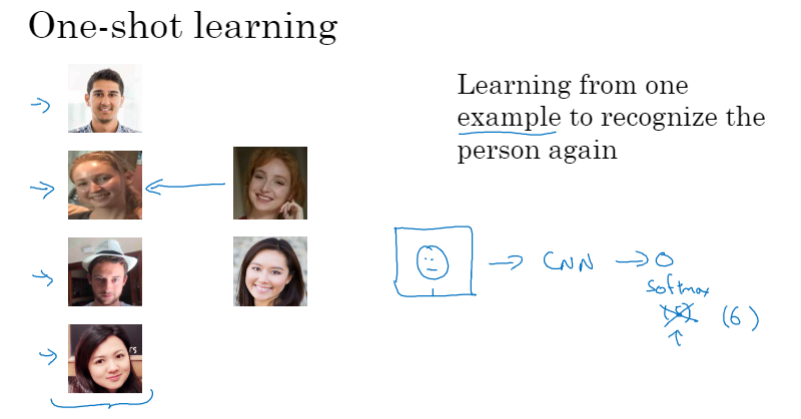 One-shot learning
Learning from one
example to recognize the
person again
CNN
softmax
(6)